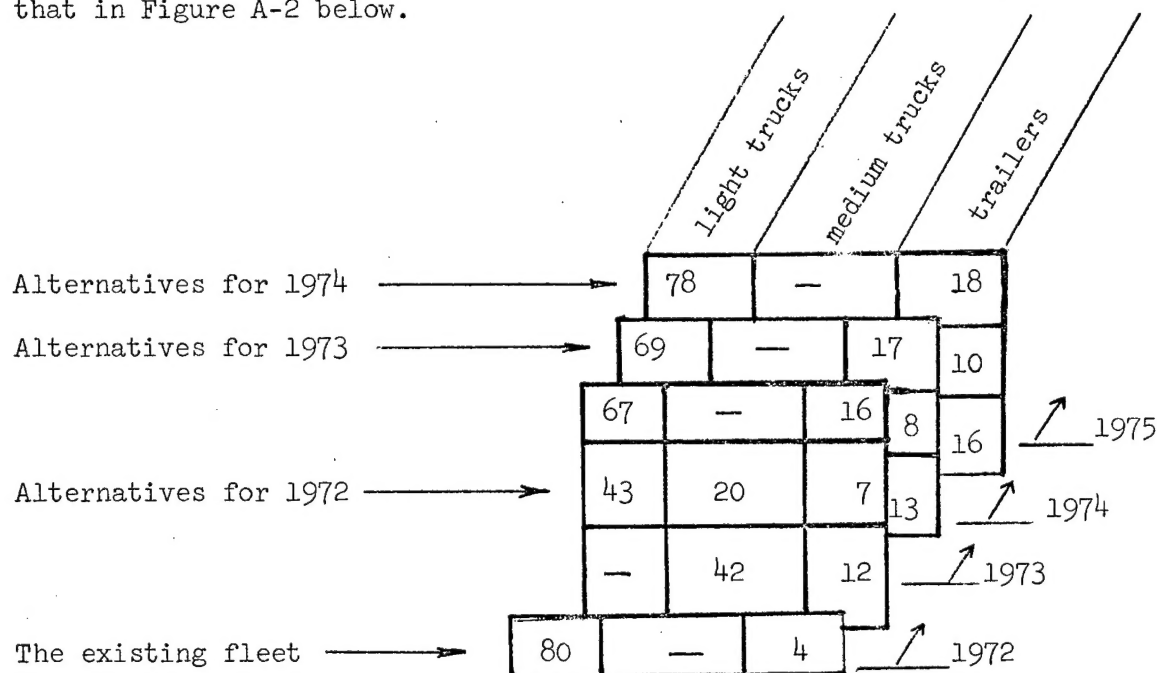 that in Figure A-2 below.
light trucks
medium trucks
trailers
Alternatives for 1974
78 — 18
Alternatives for 1973
69 — 17 10
67 — 16 8 16
1975
Alternatives for 1972
43 20 7 13
1974
— 42 12
1973
The existing fleet
80 — 4
1972